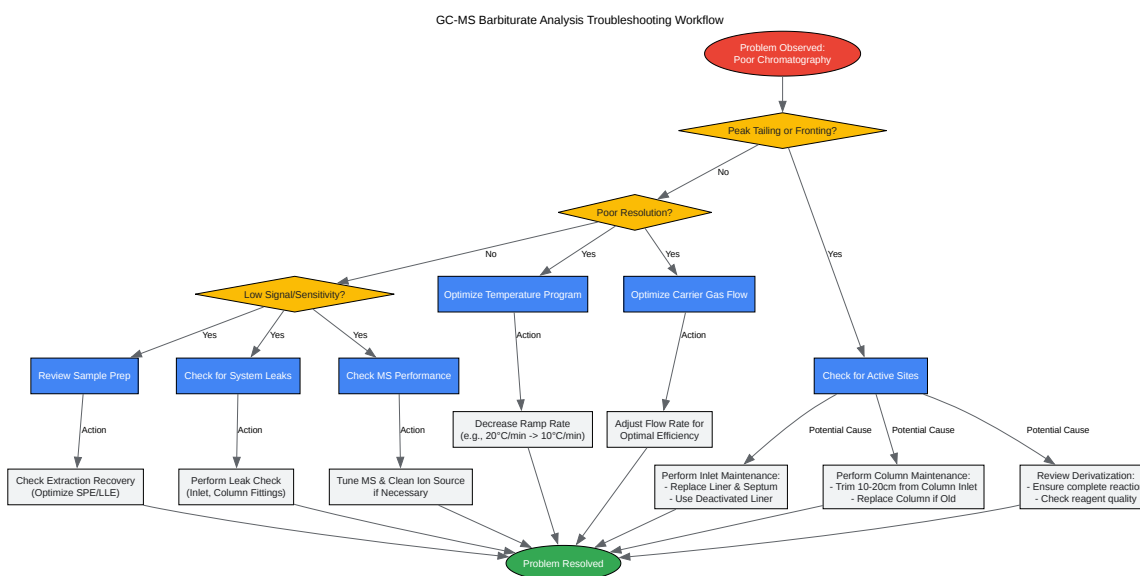 GC-MS Barbiturate Analysis Troubleshooting Workflow
Problem Observed:
Poor Chromatography
Peak Tailing or Fronting?
No
Poor Resolution?
No
Yes
Yes
Yes
Low Signal/Sensitivity?
Optimize Temperature Program
Optimize Carrier Gas Flow
Yes
Yes
Yes
Action
Action
Review Sample Prep
Check for System Leaks
Check MS Performance
Check for Active Sites
Action
Action
Action
Decrease Ramp Rate
(e.g., 20°C/min -> 10°C/min)
Adjust Flow Rate for
Optimal Efficiency
Potential Cause
Potential Cause
Potential Cause
Check Extraction Recovery
(Optimize SPE/LLE)
Perform Leak Check
(Inlet, Column Fittings)
Tune MS & Clean Ion Source
if Necessary
Perform Inlet Maintenance:
- Replace Liner & Septum
- Use Deactivated Liner
Perform Column Maintenance:
- Trim 10-20cm from Column Inlet
- Replace Column if Old
Review Derivatization:
- Ensure complete reaction
- Check reagent quality
Problem Resolved